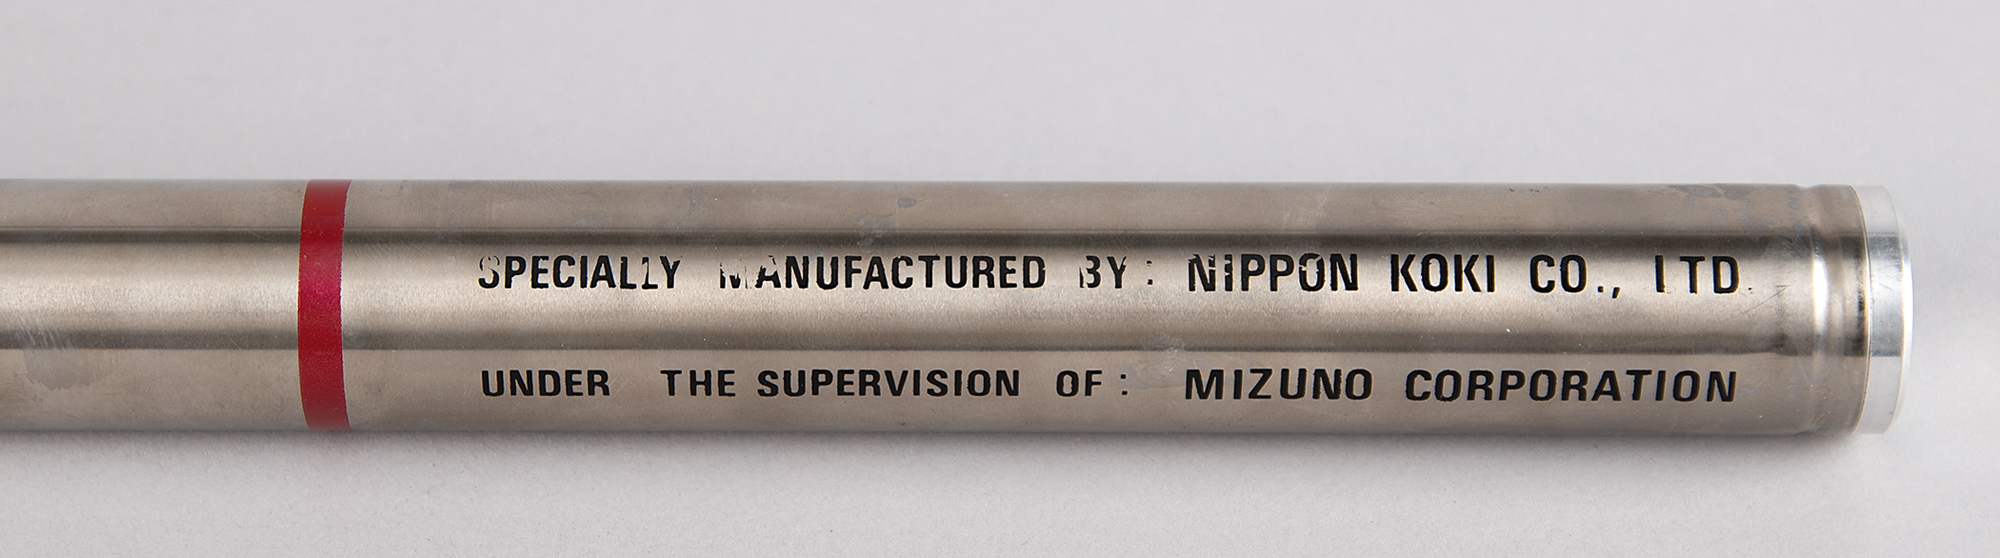 SPECIALLY MANUFACTURED BY: NIPPON KOKI CO., LTD.
UNDER THE SUPERVISION OF: MIZUNO CORPORATION